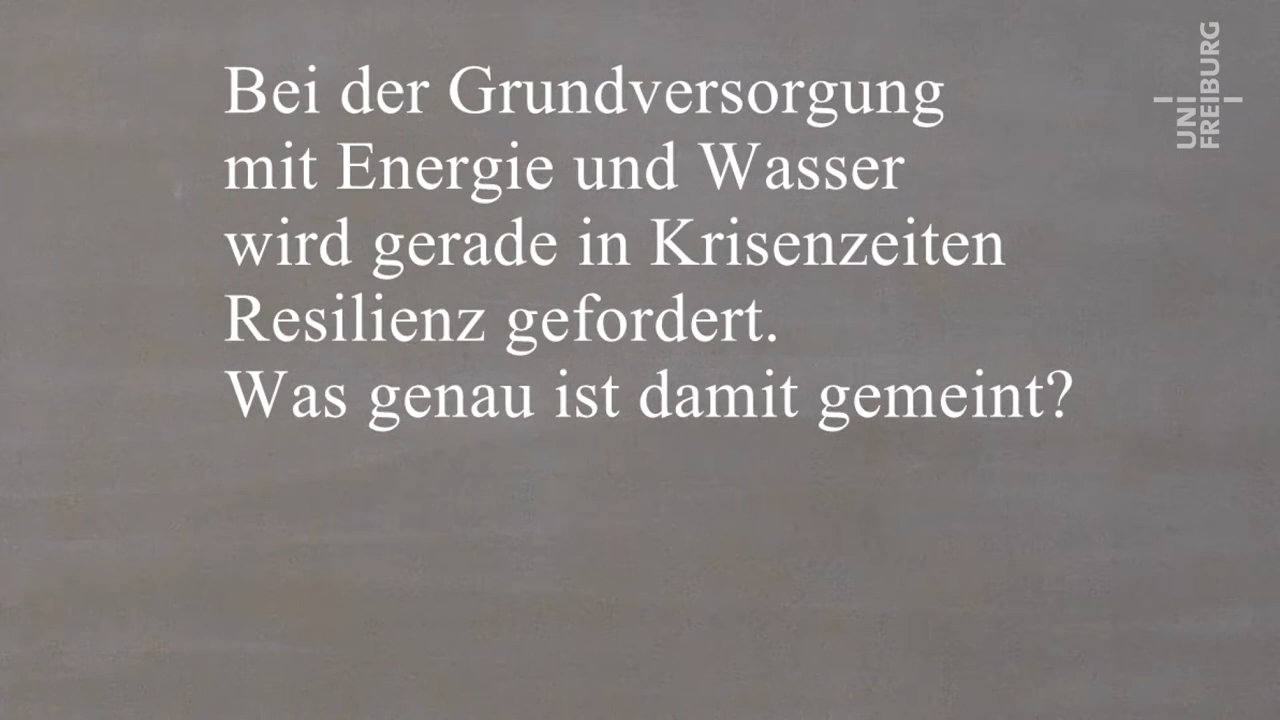 Bei der Grundversorgung
mit Energie und Wasser
wird gerade in Krisenzeiten
Resilienz gefordert.
Was genau ist damit gemeint?
UNI
FREIBURG